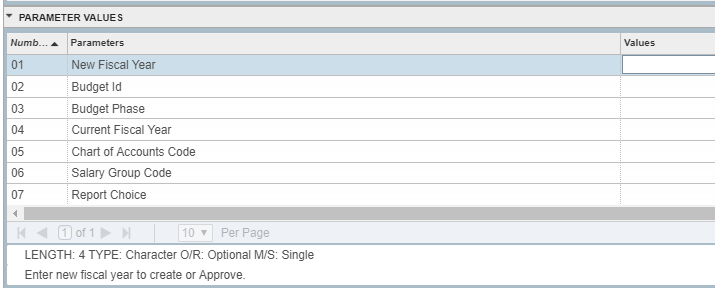 PARAMETER VALUES
Numb... Parameters Values
01 New Fiscal Year
02 Budget Id
03 Budget Phase
04 Current Fiscal Year
05 Chart of Accounts Code
06 Salary Group Code
07 Report Choice
1 of 1 10 Per Page
LENGTH: 4 TYPE: Character O/R: Optional M/S: Single
Enter new fiscal year to create or Approve.